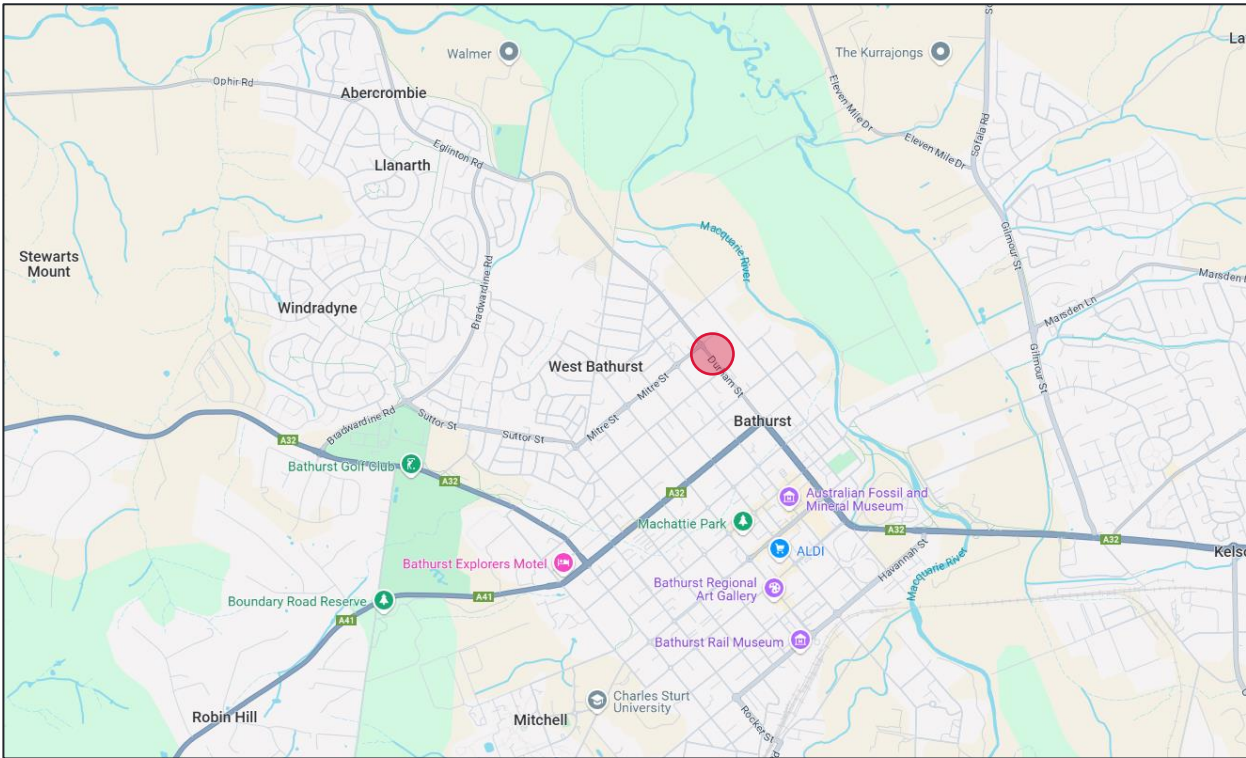 Walmer
The Kurrajongs
Ophir Rd
Abercrombie
Eleven Mile Dr
Eleven Mile Dr
Sofala Rd
Eglinton Rd
Llanarth
Macquarie
River
Gilmour St
Stewarts
Mount
Bradwardine Rd
Marsden Ln
Windradyne
West Bathurst
Mitre St
Durham St
Gilmour St
Bradwardine Rd
Suttor St
Suttor St
Mitre St
Bathurst
A32
Bathurst Golf Club
A32
A32
Australian Fossil and
Mineral Museum
Machattie Park
A32
A32
ALDI
Havannah St
Bathurst Explorers Motel
Macquarie River
Bathurst Regional
Art Gallery
Boundary Road Reserve
A41
A41
Bathurst Rail Museum
Charles Sturt
University
Robin Hill
Mitchell
Rocket St